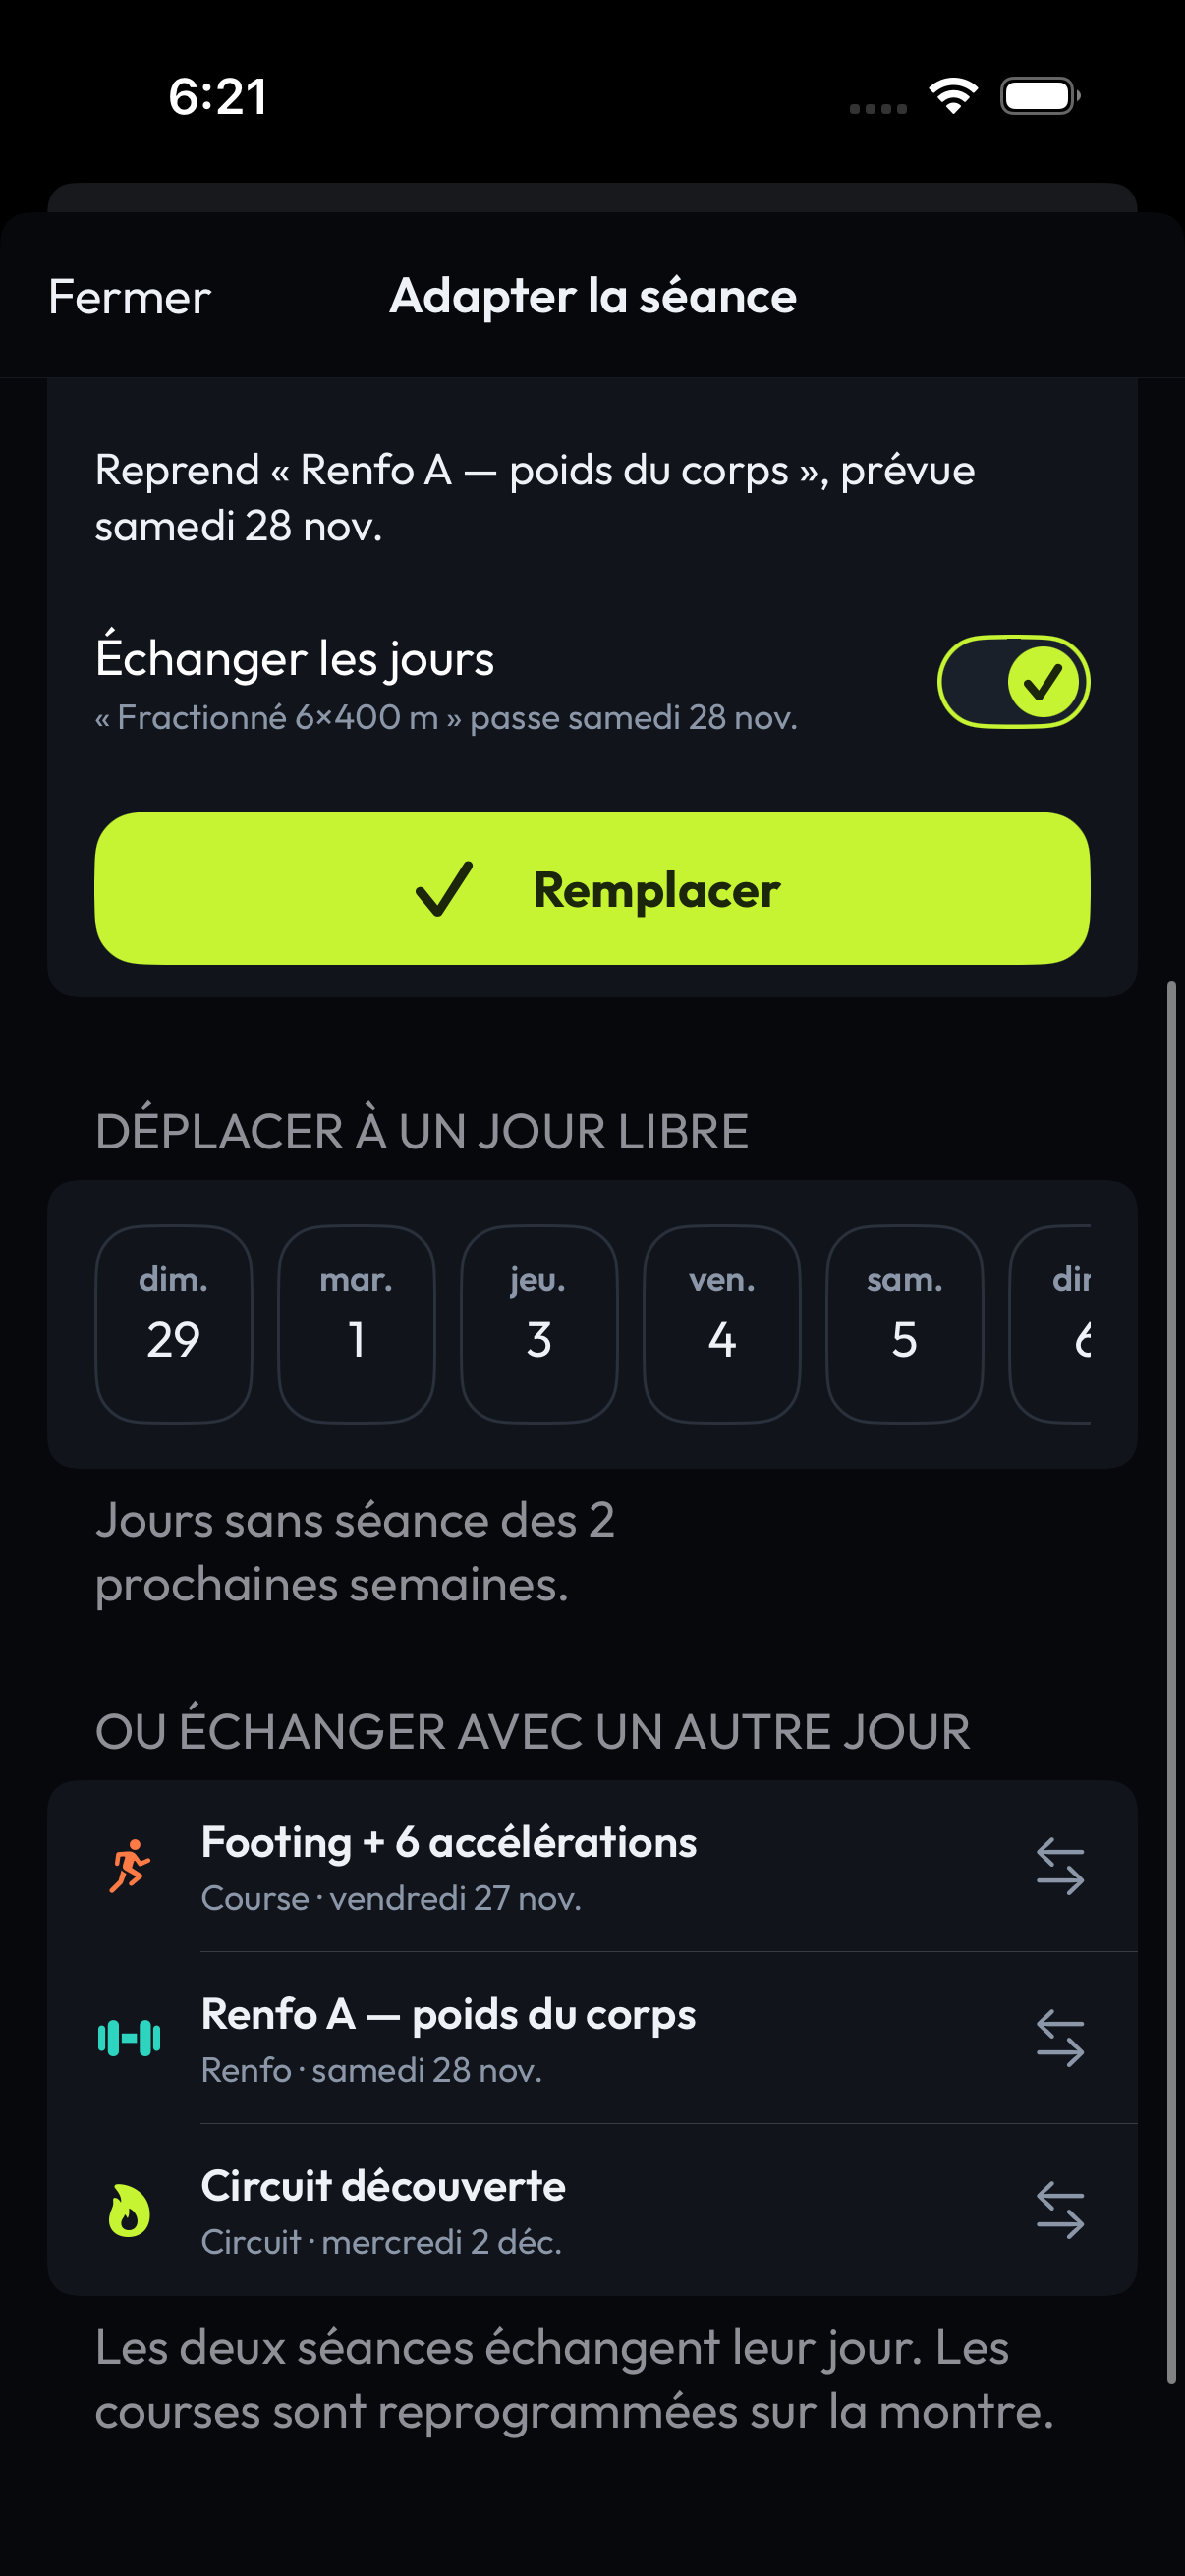 6:21
Fermer
Adapter la séance
Reprend « Renfo A — poids du corps », prévue
samedi 28 nov.
Échanger les jours
« Fractionné 6×400 m » passe samedi 28 nov.
Remplacer
DÉPLACER À UN JOUR LIBRE
dim.
29
mar.
1
jeu.
3
ven.
4
sam.
5
Jours sans séance des 2
prochaines semaines.
OU ÉCHANGER AVEC UN AUTRE JOUR
Footing + 6 accélérations
Course · vendredi 27 nov.
Renfo A — poids du corps
Renfo · samedi 28 nov.
Circuit découverte
Circuit · mercredi 2 déc.
Les deux séances échangent leur jour. Les
courses sont reprogrammées sur la montre.